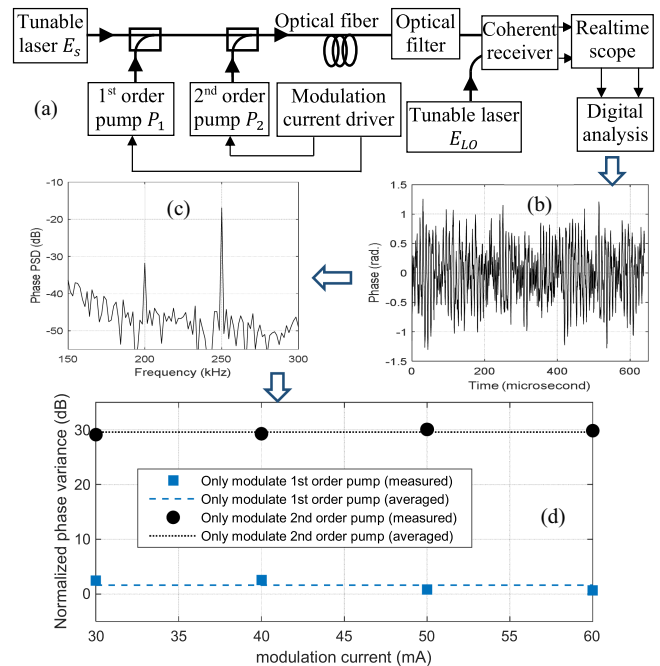 Tunable
laser E_s
Optical fiber
Optical
filter
Coherent
receiver
Realtime
scope
(a)
1st order
pump P_1
2nd order
pump P_2
Modulation
current driver
Tunable laser
E_LO
Digital
analysis
(c)
Phase PSD (dB)
-10
-20
-30
-40
-50
150
200
250
300
Frequency (kHz)
(b)
Phase (rad.)
1.5
1
0.5
0
-0.5
-1
-1.5
0
200
400
600
Time (microsecond)
Normalized phase variance (dB)
30
20
10
0
Only modulate 1st order pump (measured)
Only modulate 1st order pump (averaged)
Only modulate 2nd order pump (measured)
Only modulate 2nd order pump (averaged)
(d)
30
35
40
45
50
55
60
modulation current (mA)